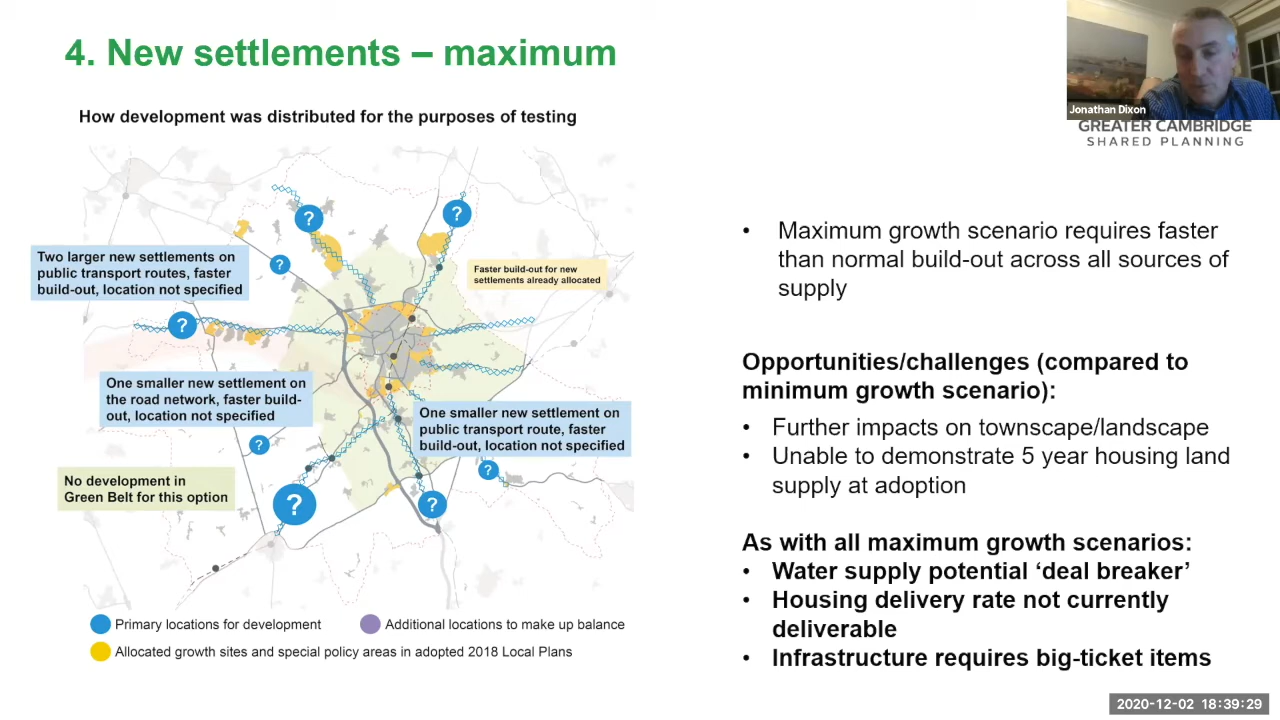 4. New settlements – maximum
Jonathan Dixon
GREATER CAMBRIDGE
SHARED PLANNING
How development was distributed for the purposes of testing
?
?
?
Two larger new settlements on
public transport routes, faster
build-out, location not specified
Faster build-out for new
settlements already allocated
?
One smaller new settlement on
the road network, faster build-
out, location not specified
One smaller new settlement on
public transport route, faster
build-out, location not specified
?
?
No development in
Green Belt for this option
?
?
Primary locations for development
Additional locations to make up balance
Allocated growth sites and special policy areas in adopted 2018 Local Plans
• Maximum growth scenario requires faster
than normal build-out across all sources of
supply
Opportunities/challenges (compared to
minimum growth scenario):
• Further impacts on townscape/landscape
• Unable to demonstrate 5 year housing land
supply at adoption
As with all maximum growth scenarios:
• Water supply potential ‘deal breaker’
• Housing delivery rate not currently
deliverable
• Infrastructure requires big-ticket items
2020-12-02 18:39:29